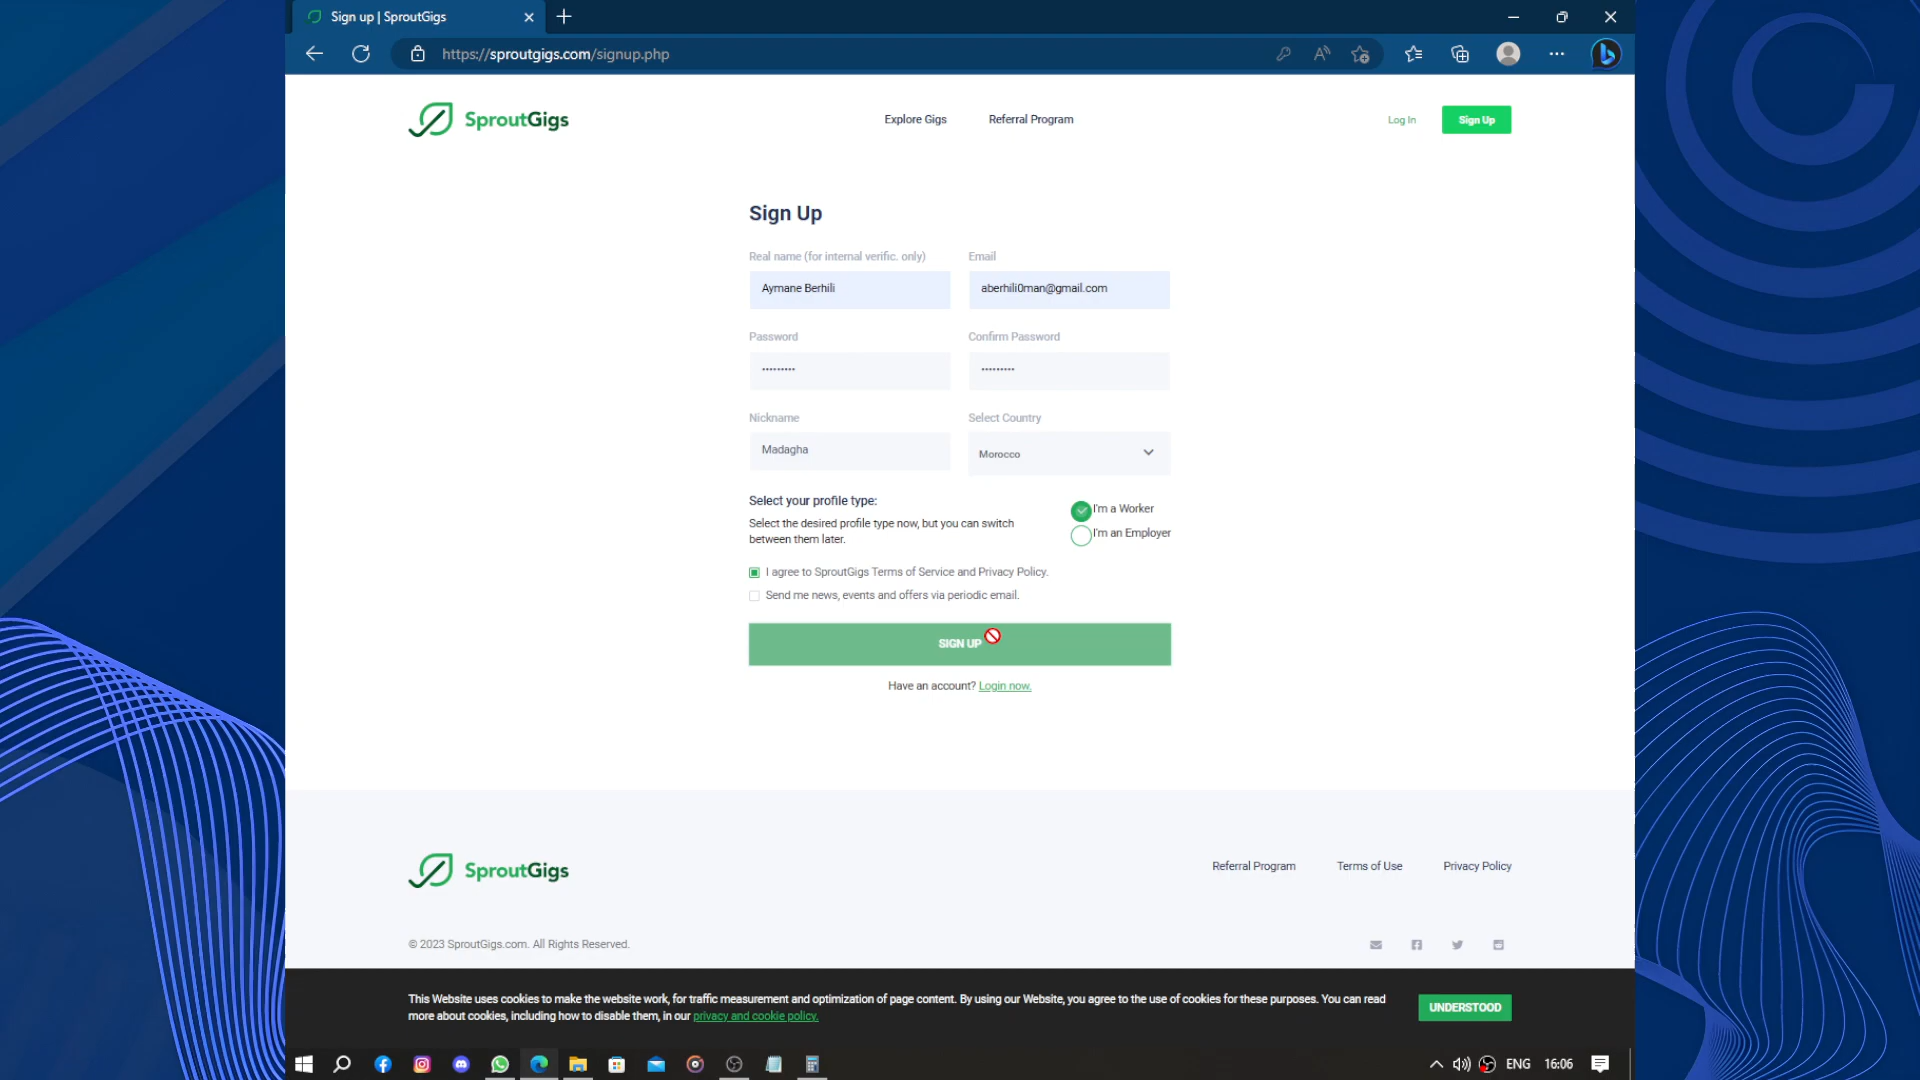 Sign up | SproutGigs
https://sproutgigs.com/signup.php
SproutGigs
Explore Gigs
Referral Program
Log In
Sign Up
Sign Up
Real name (for internal verific. only)
Email
Aymane Berhili
aberhili0man@gmail.com
Password
Confirm Password
•••••••••
•••••••••
Nickname
Select Country
Madagha
Morocco
Select your profile type:
Select the desired profile type now, but you can switch
between them later.
I'm a Worker
I'm an Employer
I agree to SproutGigs Terms of Service and Privacy Policy.
Send me news, events and offers via periodic email.
SIGN UP
Have an account? Login now.
SproutGigs
Referral Program
Terms of Use
Privacy Policy
© 2023 SproutGigs.com. All Rights Reserved.
This Website uses cookies to make the website work, for traffic measurement and optimization of page content. By using our Website, you agree to the use of cookies for these purposes. You can read
more about cookies, including how to disable them, in our privacy and cookie policy.
UNDERSTOOD
ENG
16:06